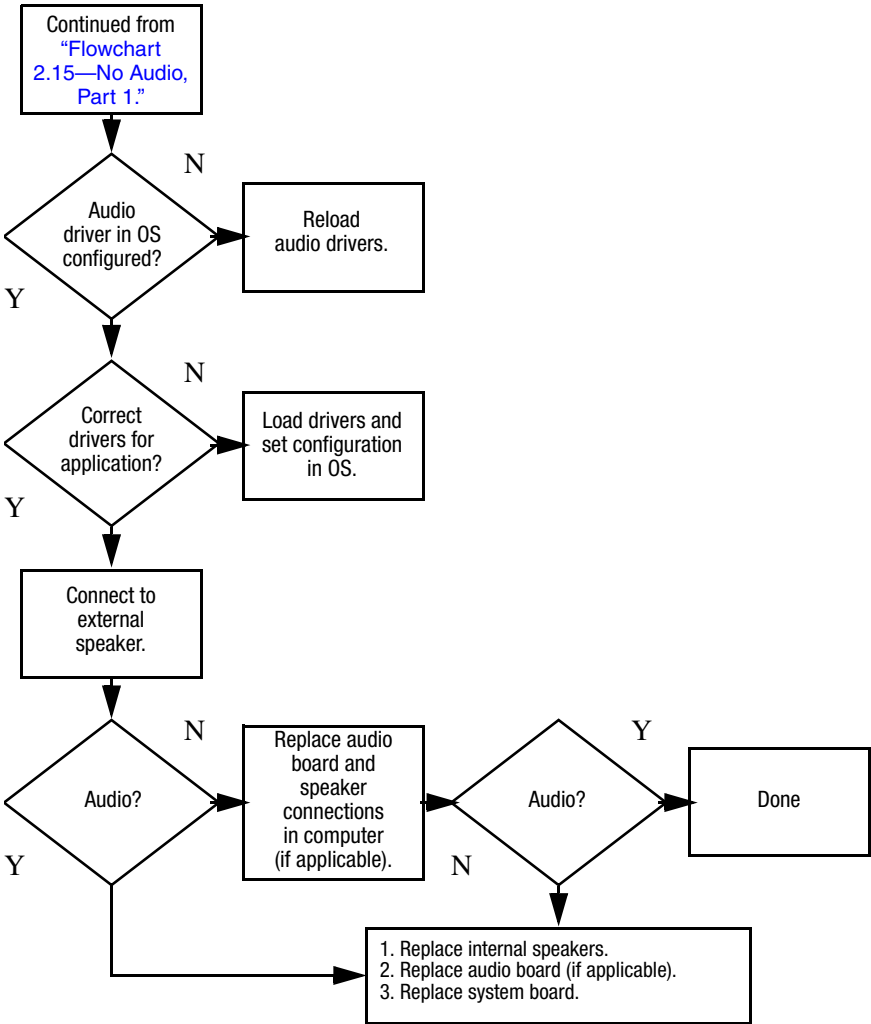 Continued from
“Flowchart
2.15—No Audio,
Part 1.”
N
Audio
driver in OS
configured?
Reload
audio drivers.
Y
N
Correct
drivers for
application?
Load drivers and
set configuration
in OS.
Y
Connect to
external
speaker.
N
Audio?
Replace audio
board and
speaker
connections
in computer
(if applicable).
Y
Audio?
Done
Y
N
1. Replace internal speakers.
2. Replace audio board (if applicable).
3. Replace system board.